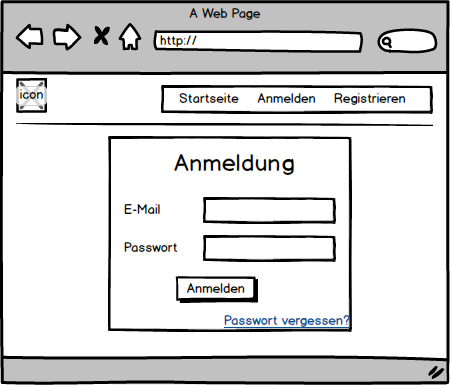 A Web Page
http://
icon
Startseite Anmelden Registrieren
Anmeldung
E-Mail
Passwort
Anmelden
Passwort vergessen?